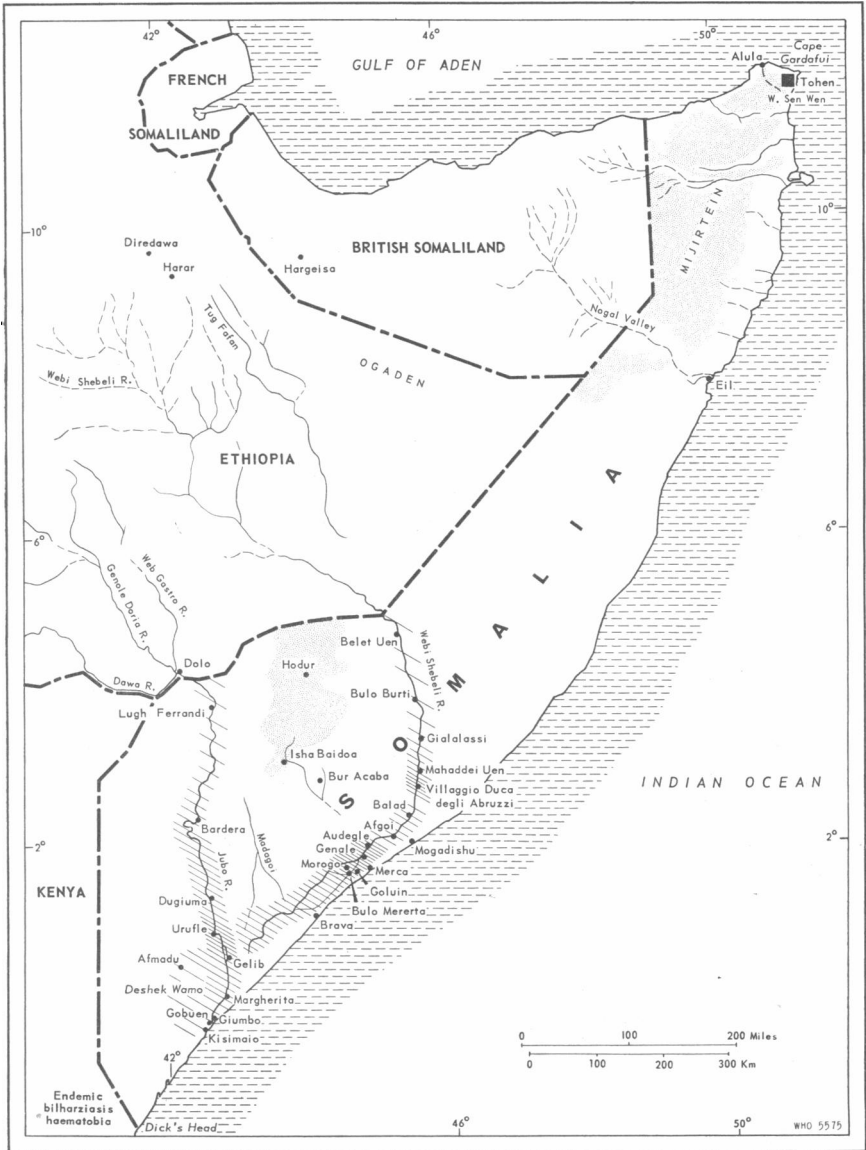 42°
46°
50°
FRENCH
SOMALILAND
GULF OF ADEN
Alula
Cape
Gardafui
Tohen
W. Sen Wen
10°
10°
Diredawa
Harar
Hargeisa
BRITISH SOMALILAND
MIJIRTEIN
Tug Fafan
Nogal Valley
Webi Shebeli R.
OGADEN
Eil
ETHIOPIA
6°
6°
Web Gastro R.
Genale Doria R.
SOMALIA
Belet Uen
Webi Shebeli R.
Dolo
Hodur
Dawa R.
Bulo Burti
Lugh Ferrandi
Gialalassi
Isha Baidoa
Mahaddei Uen
Bur Acaba
Villaggio Duca
degli Abruzzi
INDIAN OCEAN
Balad
Bardera
Afgoi
Audegle
Mogadishu
2°
2°
Genale
Madagoi
Morogo
Merca
Jubo R.
Goluin
KENYA
Bulo Mererta
Dugiuma
Brava
Urufle
Gelib
Afmadu
Deshek Wamo
Margherita
Gobuen
Giumbo
Kisimaio
0 100 200 Miles
0 100 200 300 Km
42°
Endemic
bilharziasis
haematobia
Dick's Head
46°
50°
WHO 5575